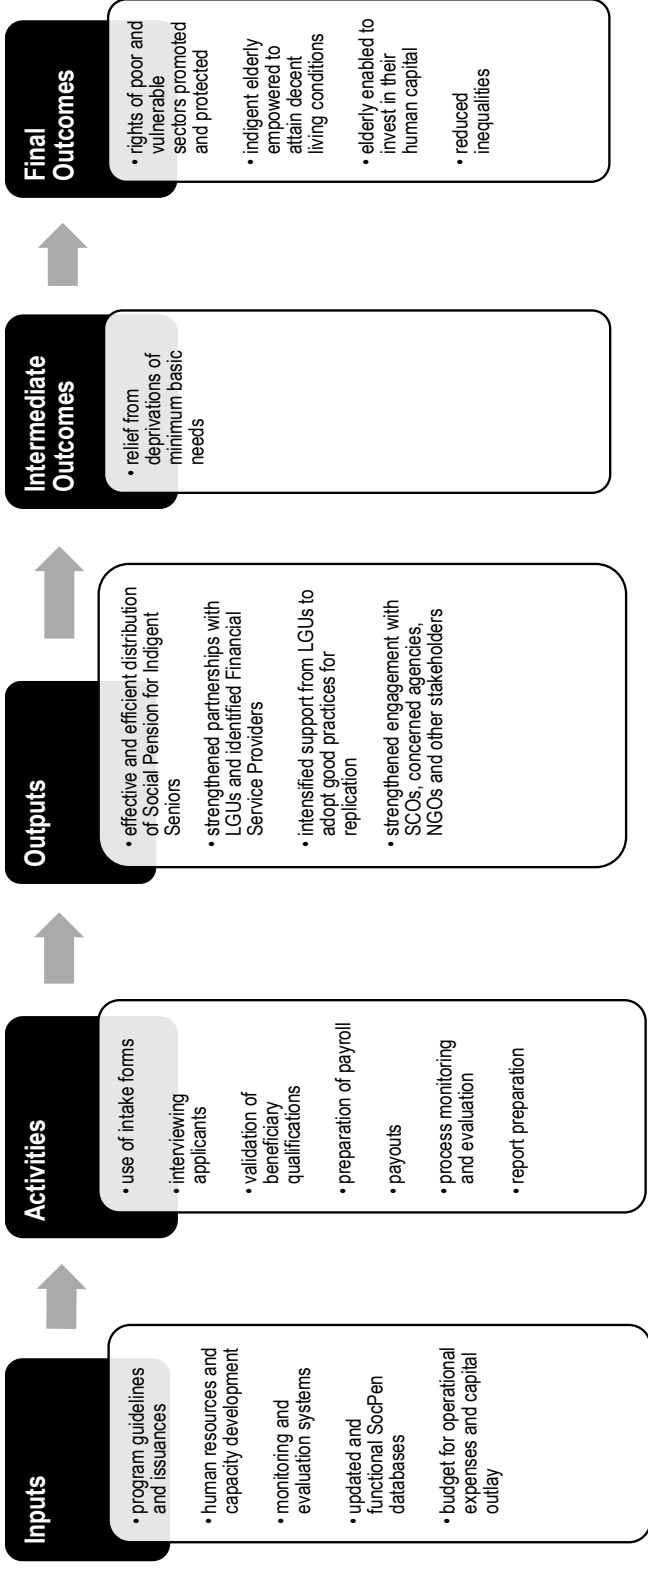 Inputs
• program guidelines
and issuances
• human resources and
capacity development
• monitoring and
evaluation systems
• updated and
functional SocPen
databases
• budget for operational
expenses and capital
outlay
Activities
• use of intake forms
• interviewing
applicants
• validation of
beneficiary
qualifications
• preparation of payroll
• payouts
• process monitoring
and evaluation
• report preparation
Outputs
• effective and efficient distribution
of Social Pension for Indigent
Seniors
• strengthened partnerships with
LGUs and identified Financial
Service Providers
• intensified support from LGUs to
adopt good practices for
replication
• strengthened engagement with
SCOs, concerned agencies,
NGOs and other stakeholders
Intermediate
Outcomes
• relief from
deprivations of
minimum basic
needs
Final
Outcomes
• rights of poor and
vulnerable
sectors promoted
and protected
• indigent elderly
empowered to
attain decent
living conditions
• elderly enabled to
invest in their
human capital
• reduced
inequalities